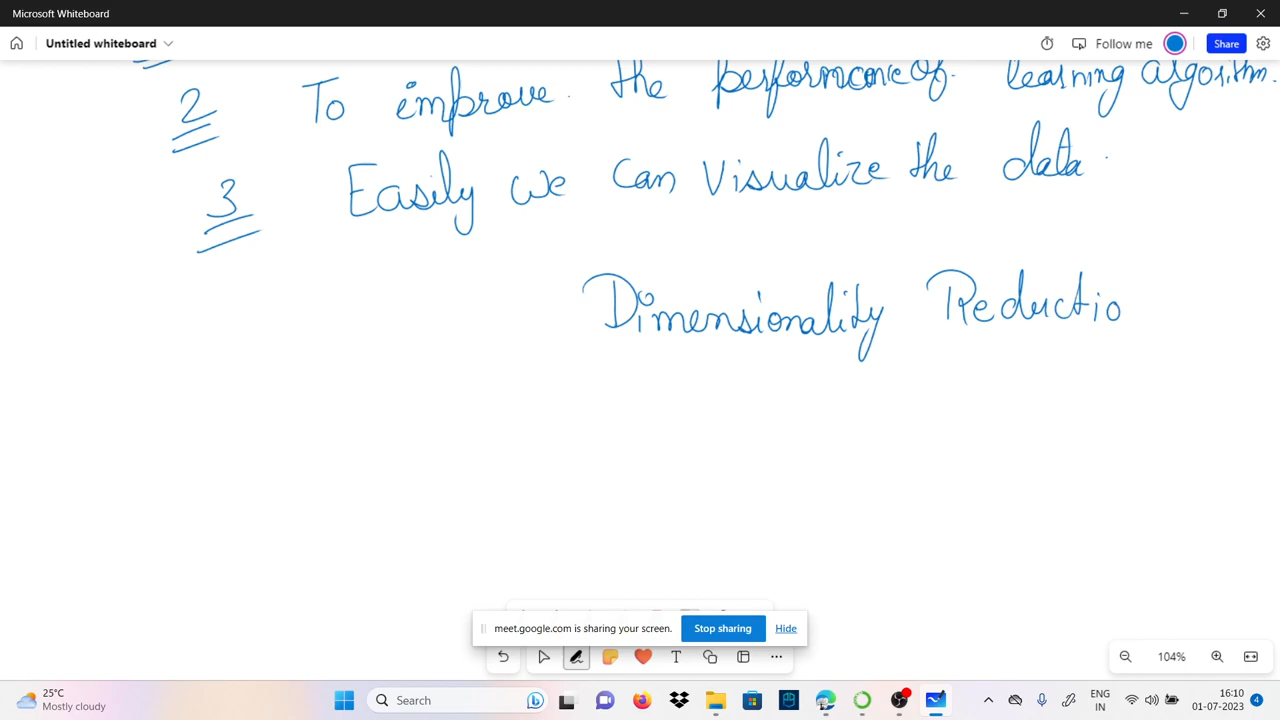 Microsoft Whiteboard
Untitled whiteboard
Follow me
Share
2 To improve. the performance of. learning algorithm.
3 Easily we can visualize the data.
Dimensionality Reductio
meet.google.com is sharing your screen. Stop sharing Hide
104%
25°C
Mostly cloudy
Search
ENG
IN
16:10
01-07-2023
4